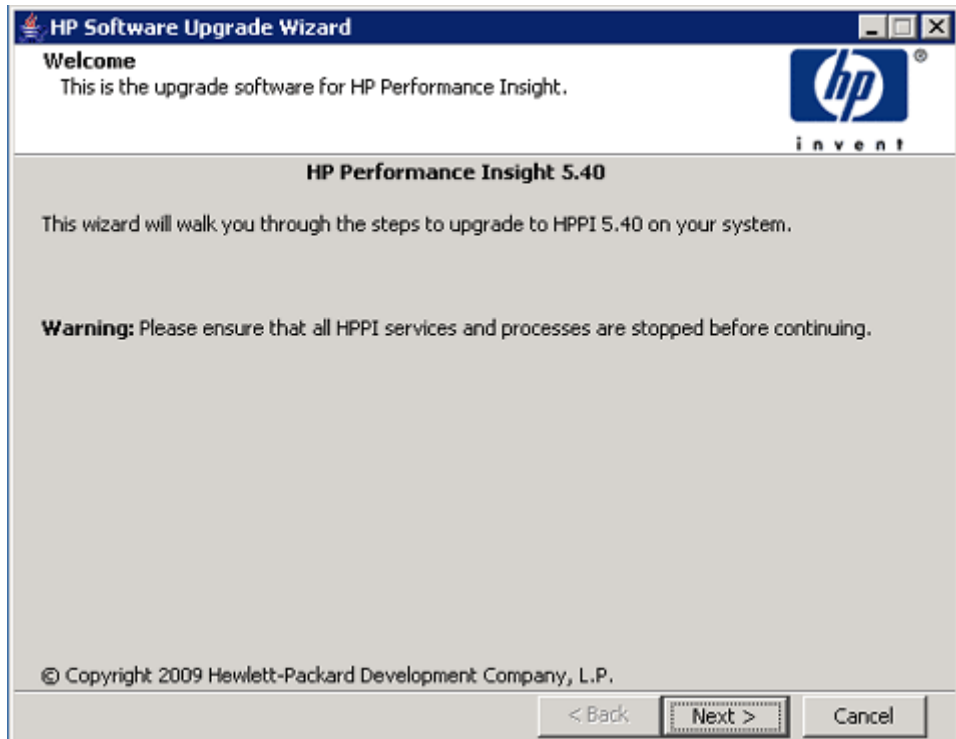 HP Software Upgrade Wizard
Welcome
This is the upgrade software for HP Performance Insight.
hp
®
invent
HP Performance Insight 5.40
This wizard will walk you through the steps to upgrade to HPPI 5.40 on your system.
Warning: Please ensure that all HPPI services and processes are stopped before continuing.
© Copyright 2009 Hewlett-Packard Development Company, L.P.
< Back Next > Cancel